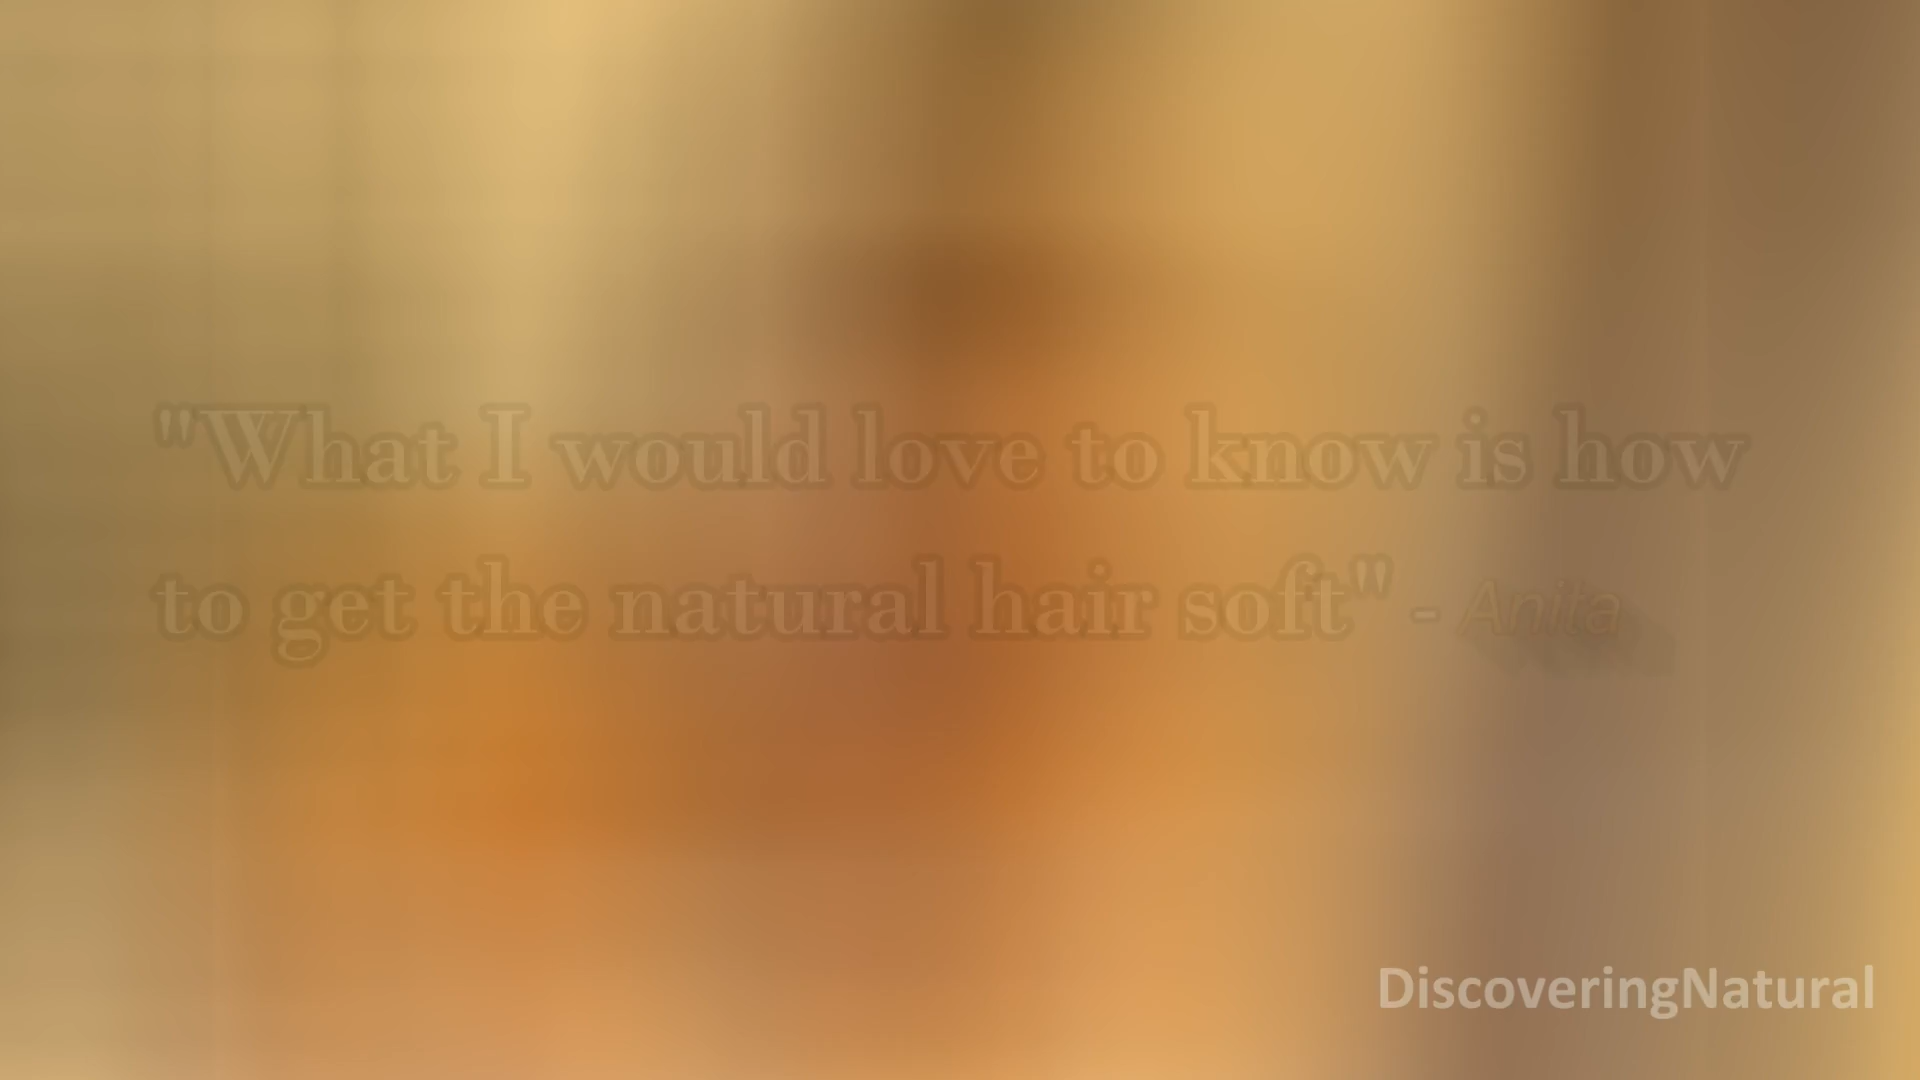 "What I would love to know is how
to get the natural hair soft" - Anita
DiscoveringNatural